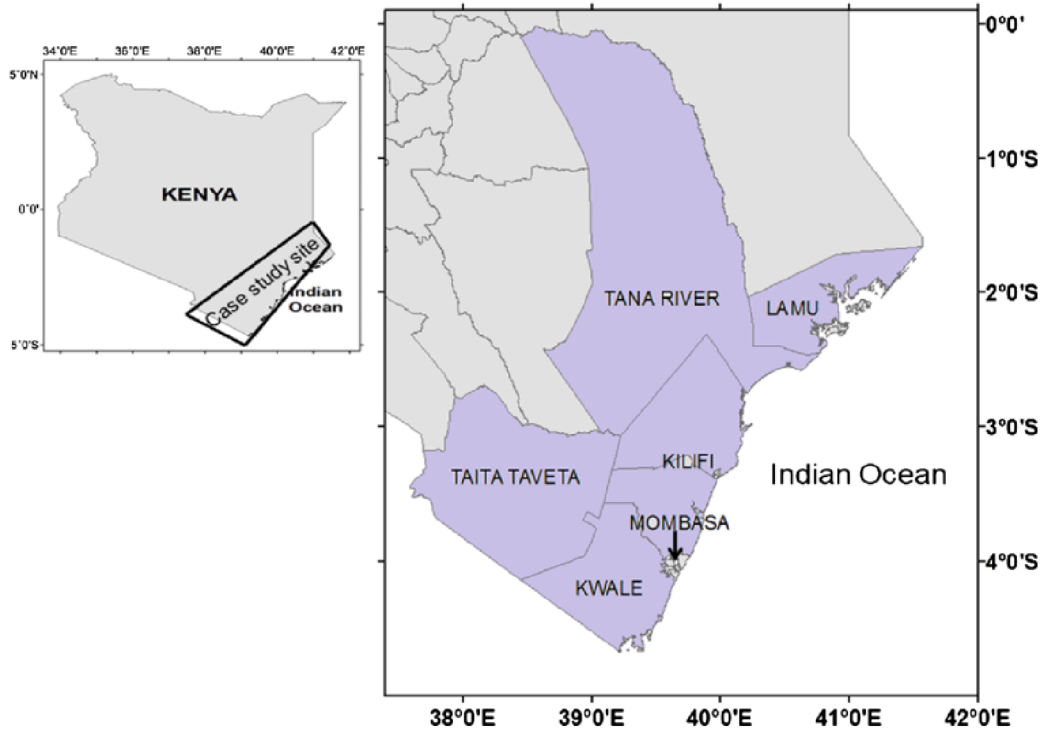 34°0'E 36°0'E 38°0'E 40°0'E 42°0'E
5°0'N
KENYA
0°0'
Case study site
Indian
Ocean
5°0'S
0°0'
1°0'S
TANA RIVER
LAMU
2°0'S
3°0'S
KILIFI
TAITA TAVETA
Indian Ocean
MOMBASA
4°0'S
KWALE
38°0'E 39°0'E 40°0'E 41°0'E 42°0'E